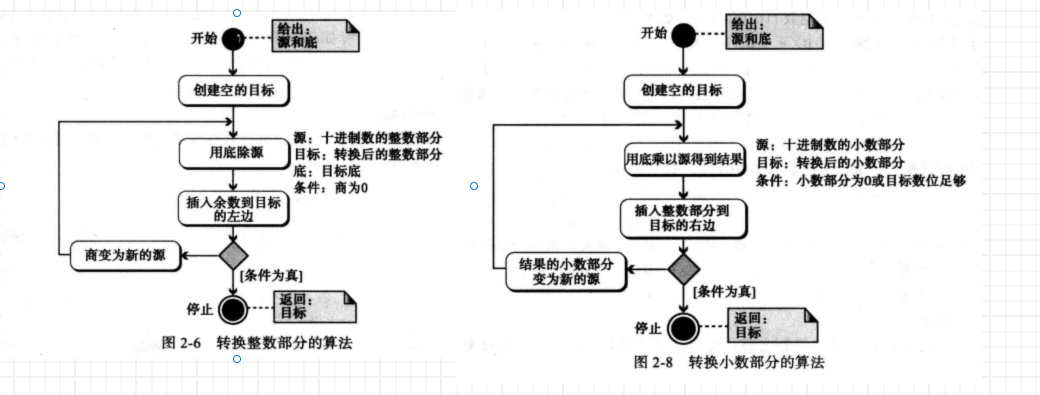 给出：
源和底
开始
创建空的目标
用底除源
源：十进制数的整数部分
目标：转换后的整数部分
底：目标底
条件：商为0
插入余数到目标
的左边
商变为新的源
[条件为真]
停止
返回：
目标
图 2-6 转换整数部分的算法
给出：
源和底
开始
创建空的目标
用底乘以源得到结果
源：十进制数的小数部分
目标：转换后的小数部分
条件：小数部分为0或目标数位足够
插入整数部分到
目标的右边
结果的小数部分
变为新的源
[条件为真]
停止
返回：
目标
图 2-8 转换小数部分的算法